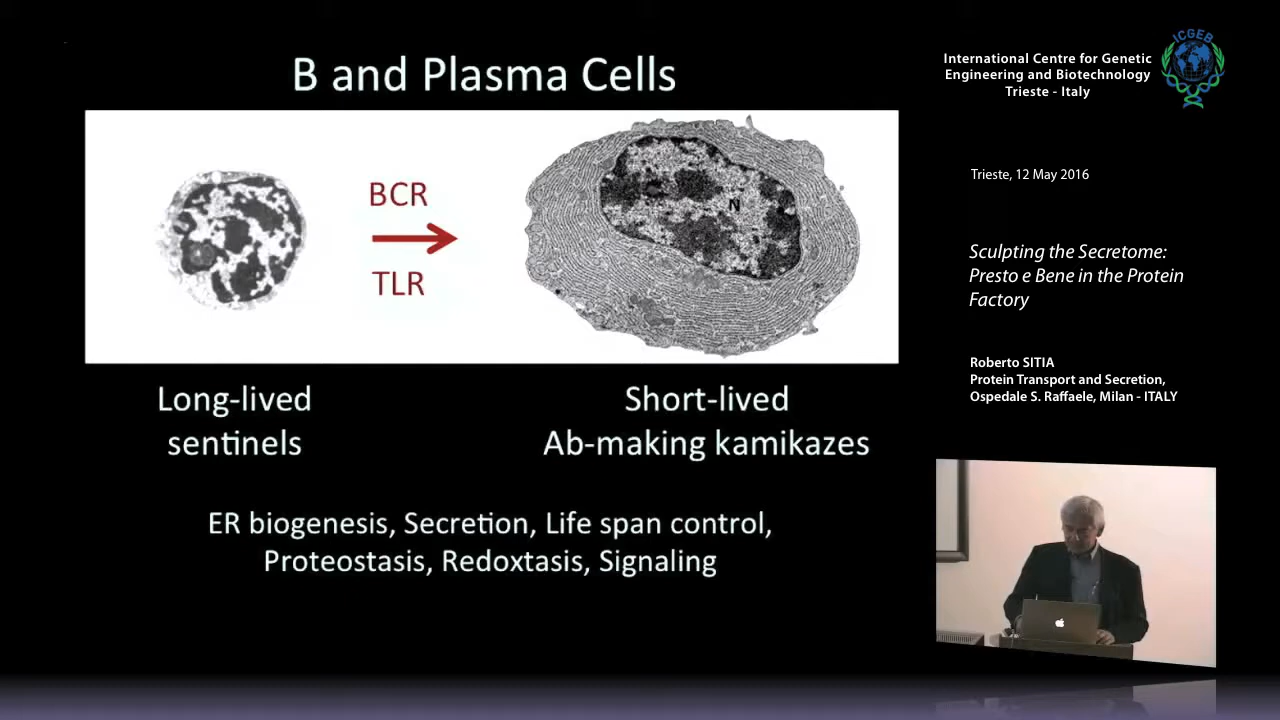 B and Plasma Cells
BCR
TLR
N
Long-lived
sentinels
Short-lived
Ab-making kamikazes
ER biogenesis, Secretion, Life span control,
Proteostasis, Redoxtasis, Signaling
International Centre for Genetic
Engineering and Biotechnology
Trieste - Italy
ICGEB
Trieste, 12 May 2016
Sculpting the Secretome:
Presto e Bene in the Protein
Factory
Roberto SITIA
Protein Transport and Secretion,
Ospedale S. Raffaele, Milan - ITALY